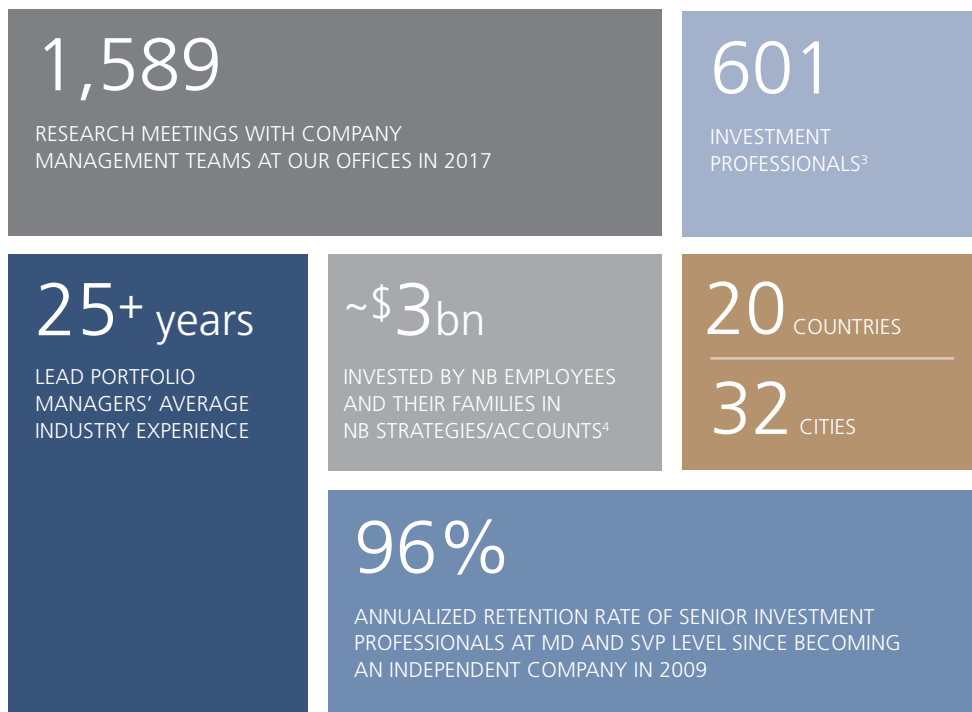 1,589
RESEARCH MEETINGS WITH COMPANY
MANAGEMENT TEAMS AT OUR OFFICES IN 2017
601
INVESTMENT
PROFESSIONALS³
25+ years
LEAD PORTFOLIO
MANAGERS’ AVERAGE
INDUSTRY EXPERIENCE
~$3bn
INVESTED BY NB EMPLOYEES
AND THEIR FAMILIES IN
NB STRATEGIES/ACCOUNTS⁴
20 COUNTRIES
32 CITIES
96%
ANNUALIZED RETENTION RATE OF SENIOR INVESTMENT
PROFESSIONALS AT MD AND SVP LEVEL SINCE BECOMING
AN INDEPENDENT COMPANY IN 2009